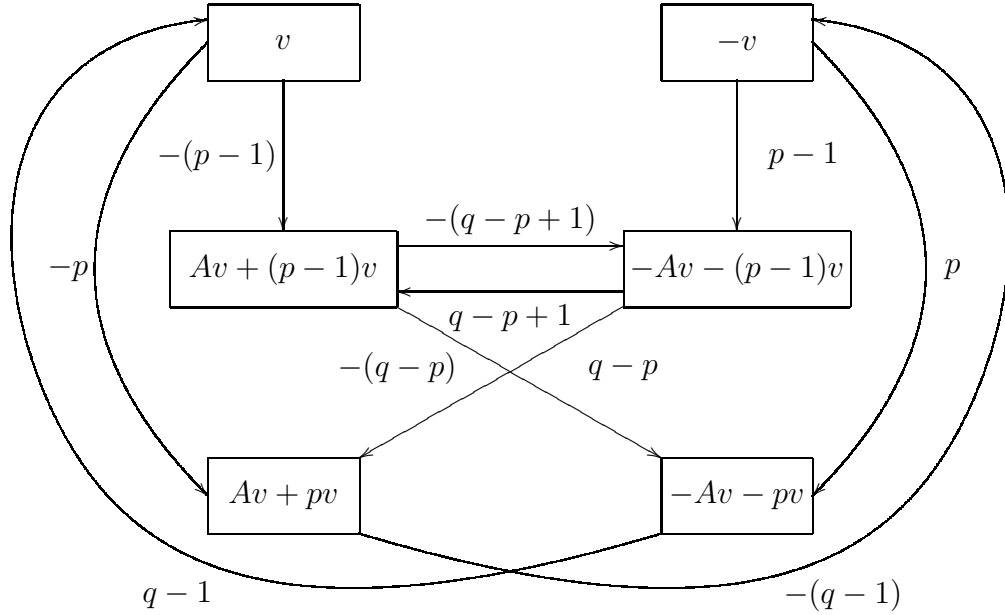 v
−v
−(p − 1)
p − 1
−(q − p + 1)
−p
Av + (p − 1)v
−Av − (p − 1)v
p
q − p + 1
−(q − p)
q − p
Av + pv
−Av − pv
q − 1
−(q − 1)